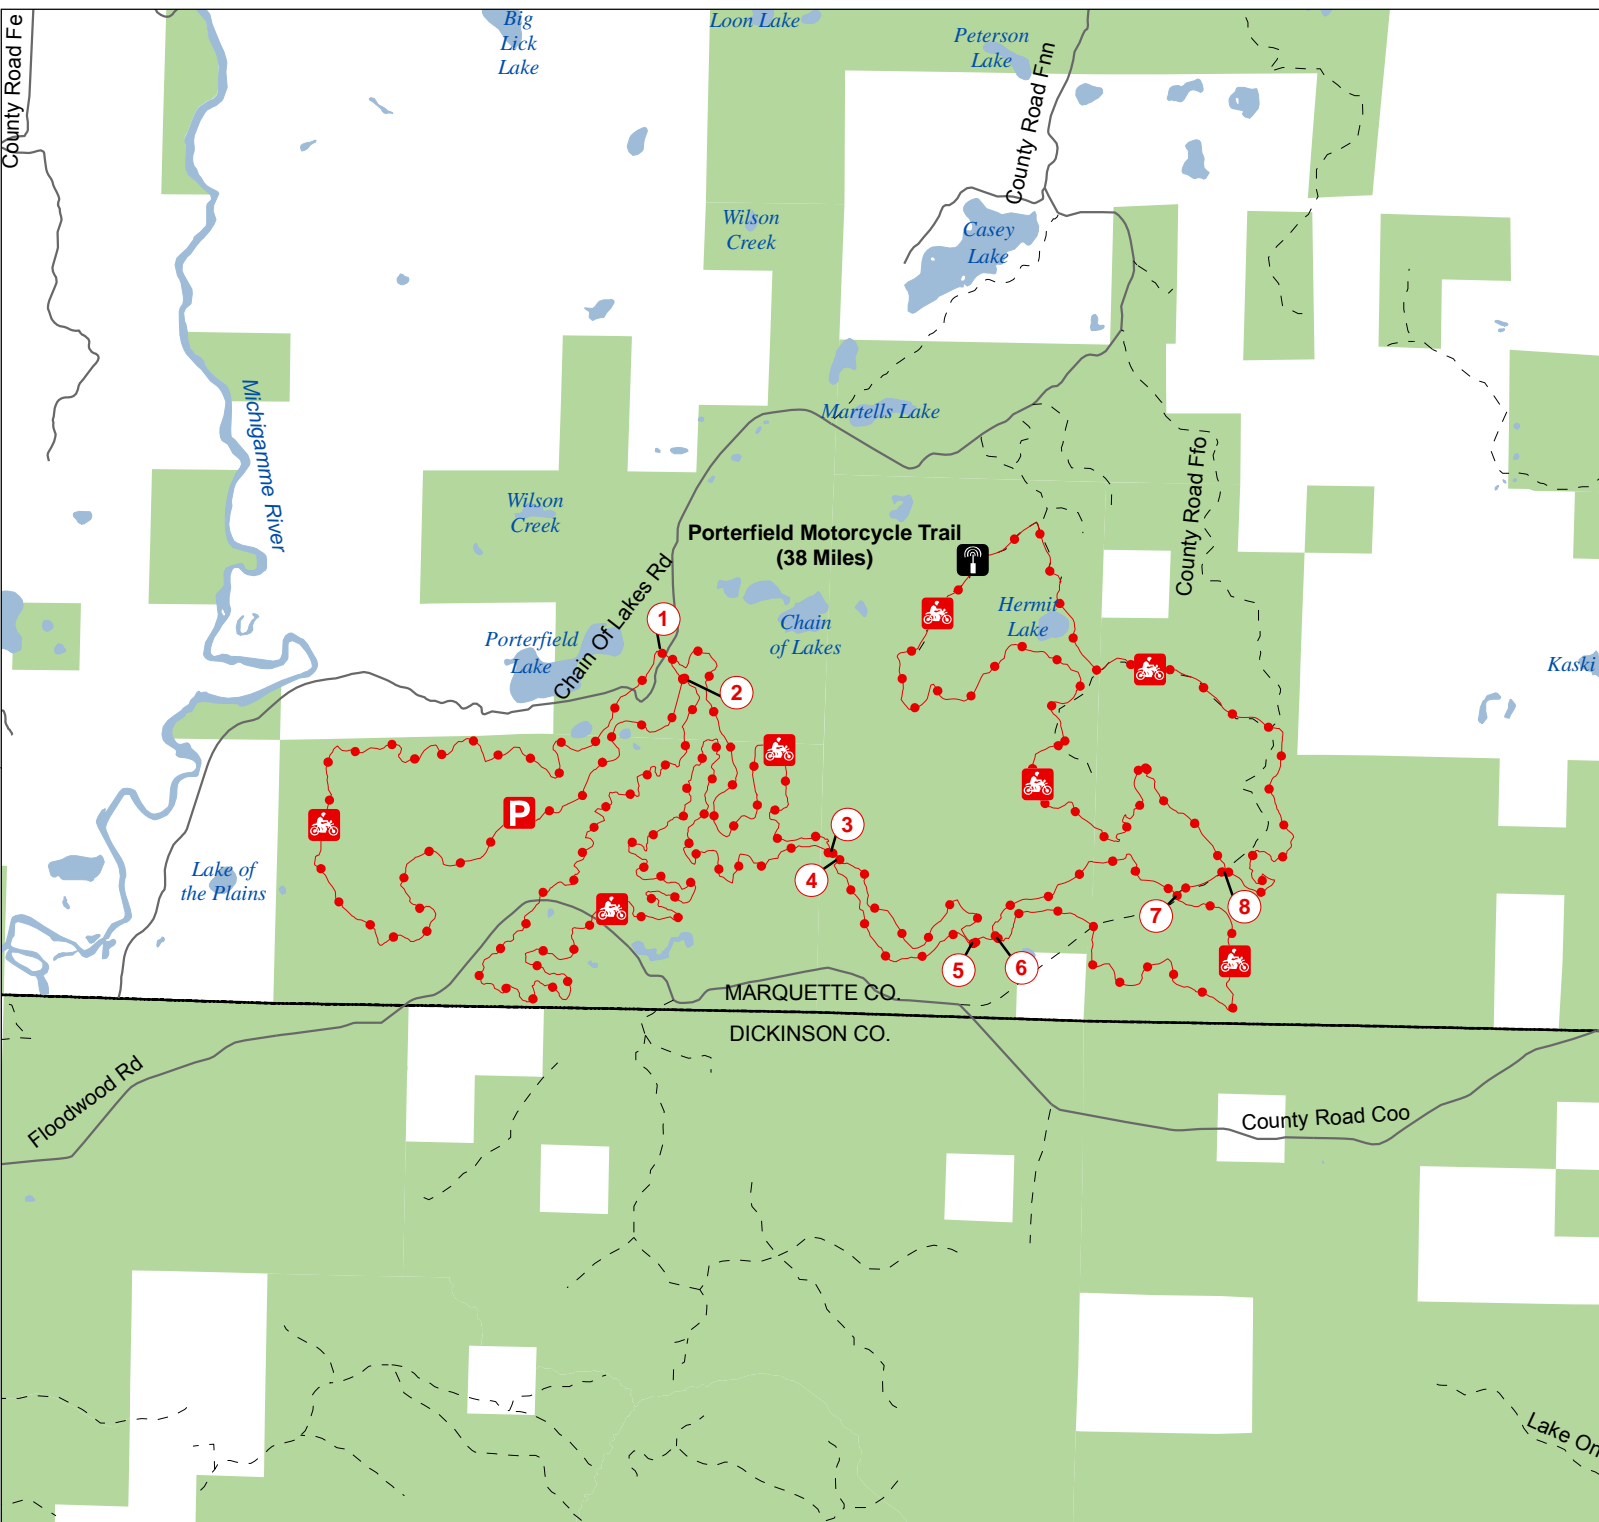 County Road Fe
Big
Lick
Lake
Loon Lake
Peterson
Lake
County Road Fnn
Wilson
Creek
Casey
Lake
Michigamme River
Martells Lake
County Road Ffo
Wilson
Creek
Porterfield Motorcycle Trail
(38 Miles)
Chain Of Lakes Rd
Hermit
Lake
Chain
of Lakes
1
Porterfield
Lake
Kaski
2
P
3
4
Lake of
the Plains
7
8
5
6
MARQUETTE CO.
DICKINSON CO.
Floodwood Rd
County Road Coo
Lake On